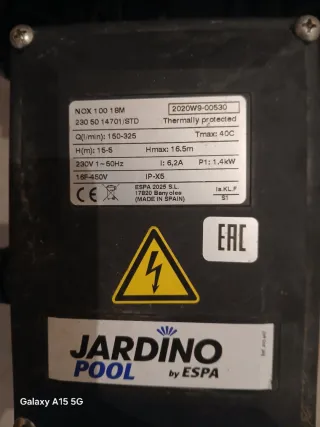 NOX 100 18M
2020W9-00530
230 50 14701/STD Thermally protected
Q(l/min): 150-325 Tmax: 40C
H(m): 15-5 Hmax: 16.5m
230V 1~50Hz I: 6,2A P1: 1,4kW
16F-450V IP-X5
CE ESPA 2025 S.L. Is.KL.F
17820 Banyoles S1
(MADE IN SPAIN)
EAC
JARDINO
POOL by ESPA
Galaxy A15 5G